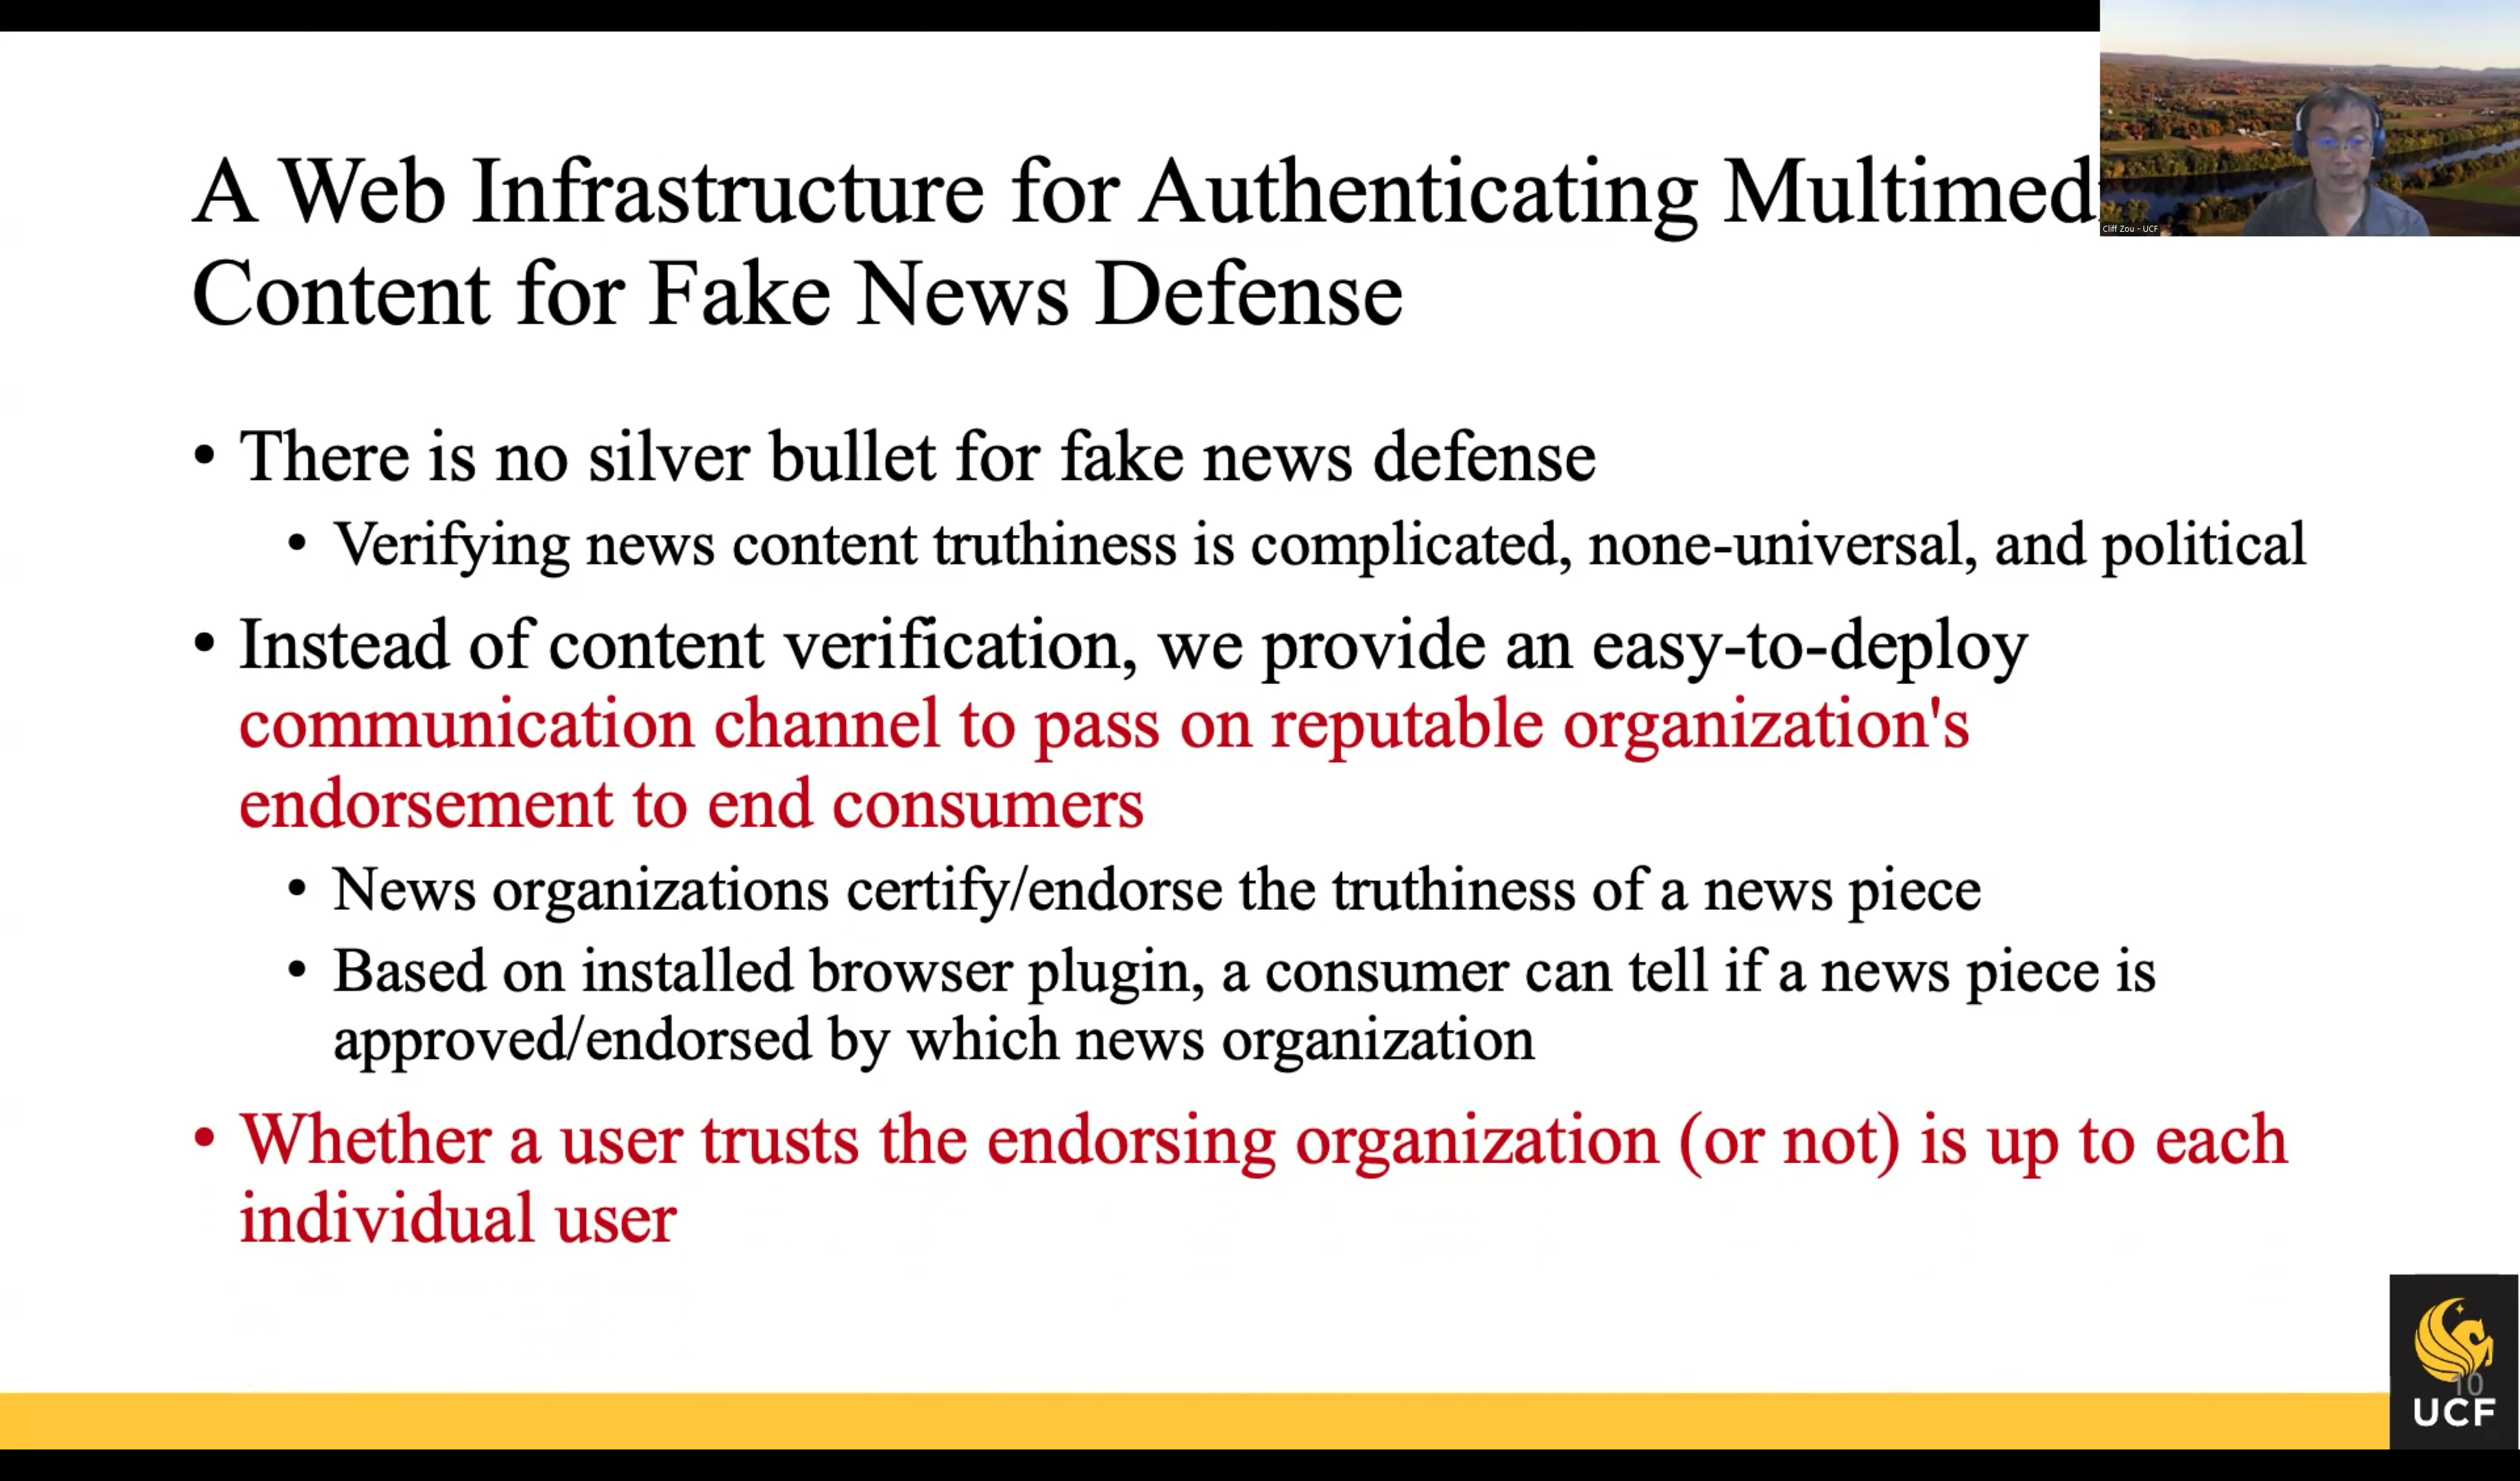 A Web Infrastructure for Authenticating Multimed
Content for Fake News Defense
Cliff Zou - UCF
• There is no silver bullet for fake news defense
• Verifying news content truthiness is complicated, none-universal, and political
• Instead of content verification, we provide an easy-to-deploy
communication channel to pass on reputable organization's
endorsement to end consumers
• News organizations certify/endorse the truthiness of a news piece
• Based on installed browser plugin, a consumer can tell if a news piece is
approved/endorsed by which news organization
• Whether a user trusts the endorsing organization (or not) is up to each
individual user
10
UCF